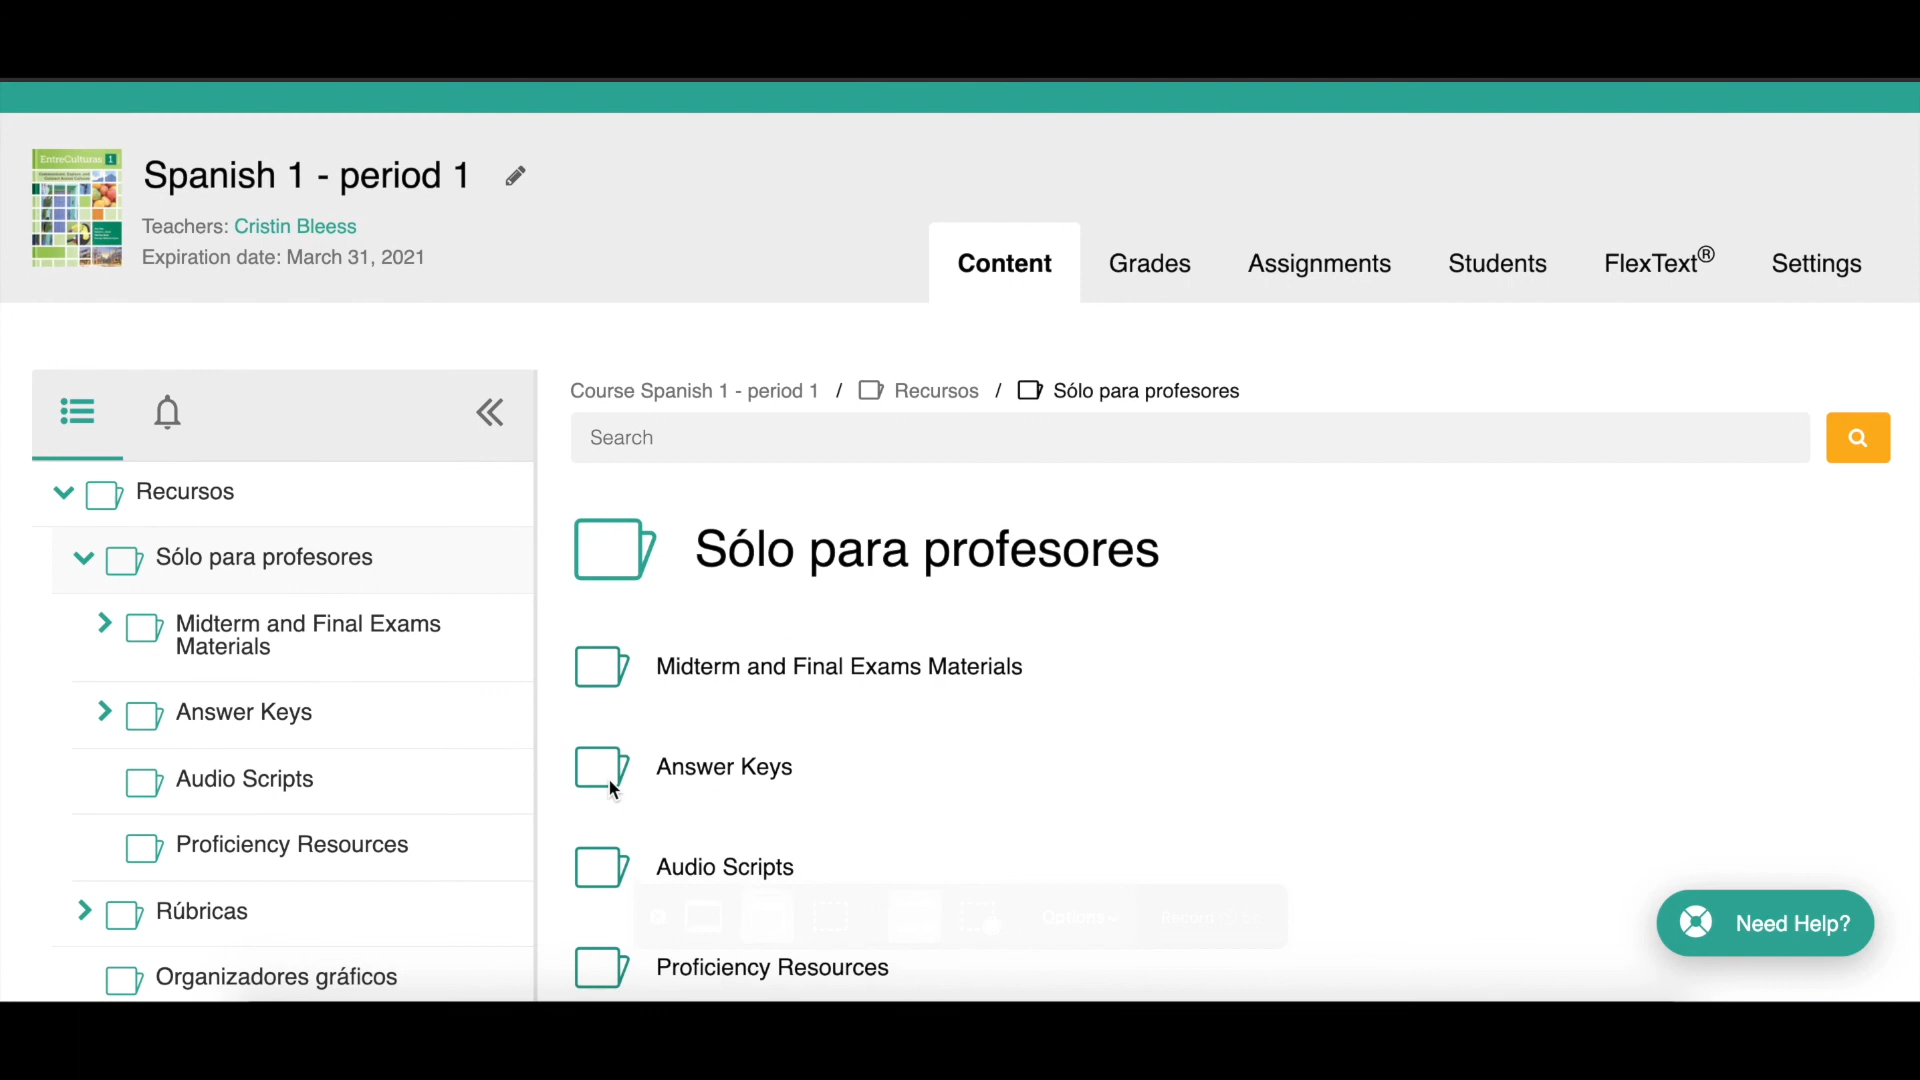 EntreCulturas 1
Spanish 1 - period 1
Teachers: Cristin Bleess
Expiration date: March 31, 2021
Content
Grades
Assignments
Students
FlexText®
Settings
Course Spanish 1 - period 1 / Recursos / Sólo para profesores
Search
Recursos
Sólo para profesores
Midterm and Final Exams
Materials
Answer Keys
Audio Scripts
Proficiency Resources
Rúbricas
Organizadores gráficos
Sólo para profesores
Midterm and Final Exams Materials
Answer Keys
Audio Scripts
Options
Record
Proficiency Resources
Need Help?